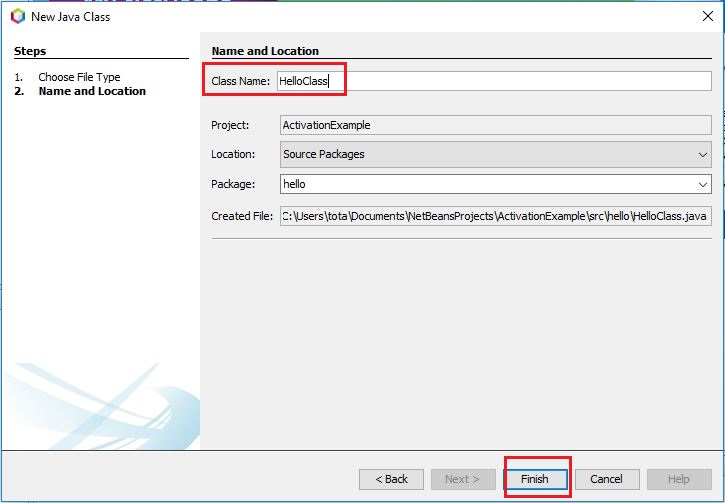 New Java Class
Steps
1. Choose File Type
2. Name and Location
Name and Location
Class Name: HelloClass
Project: ActivationExample
Location: Source Packages
Package: hello
Created File: C:\Users\tota\Documents\NetBeansProjects\ActivationExample\src\hello\HelloClass.java
< Back Next > Finish Cancel Help